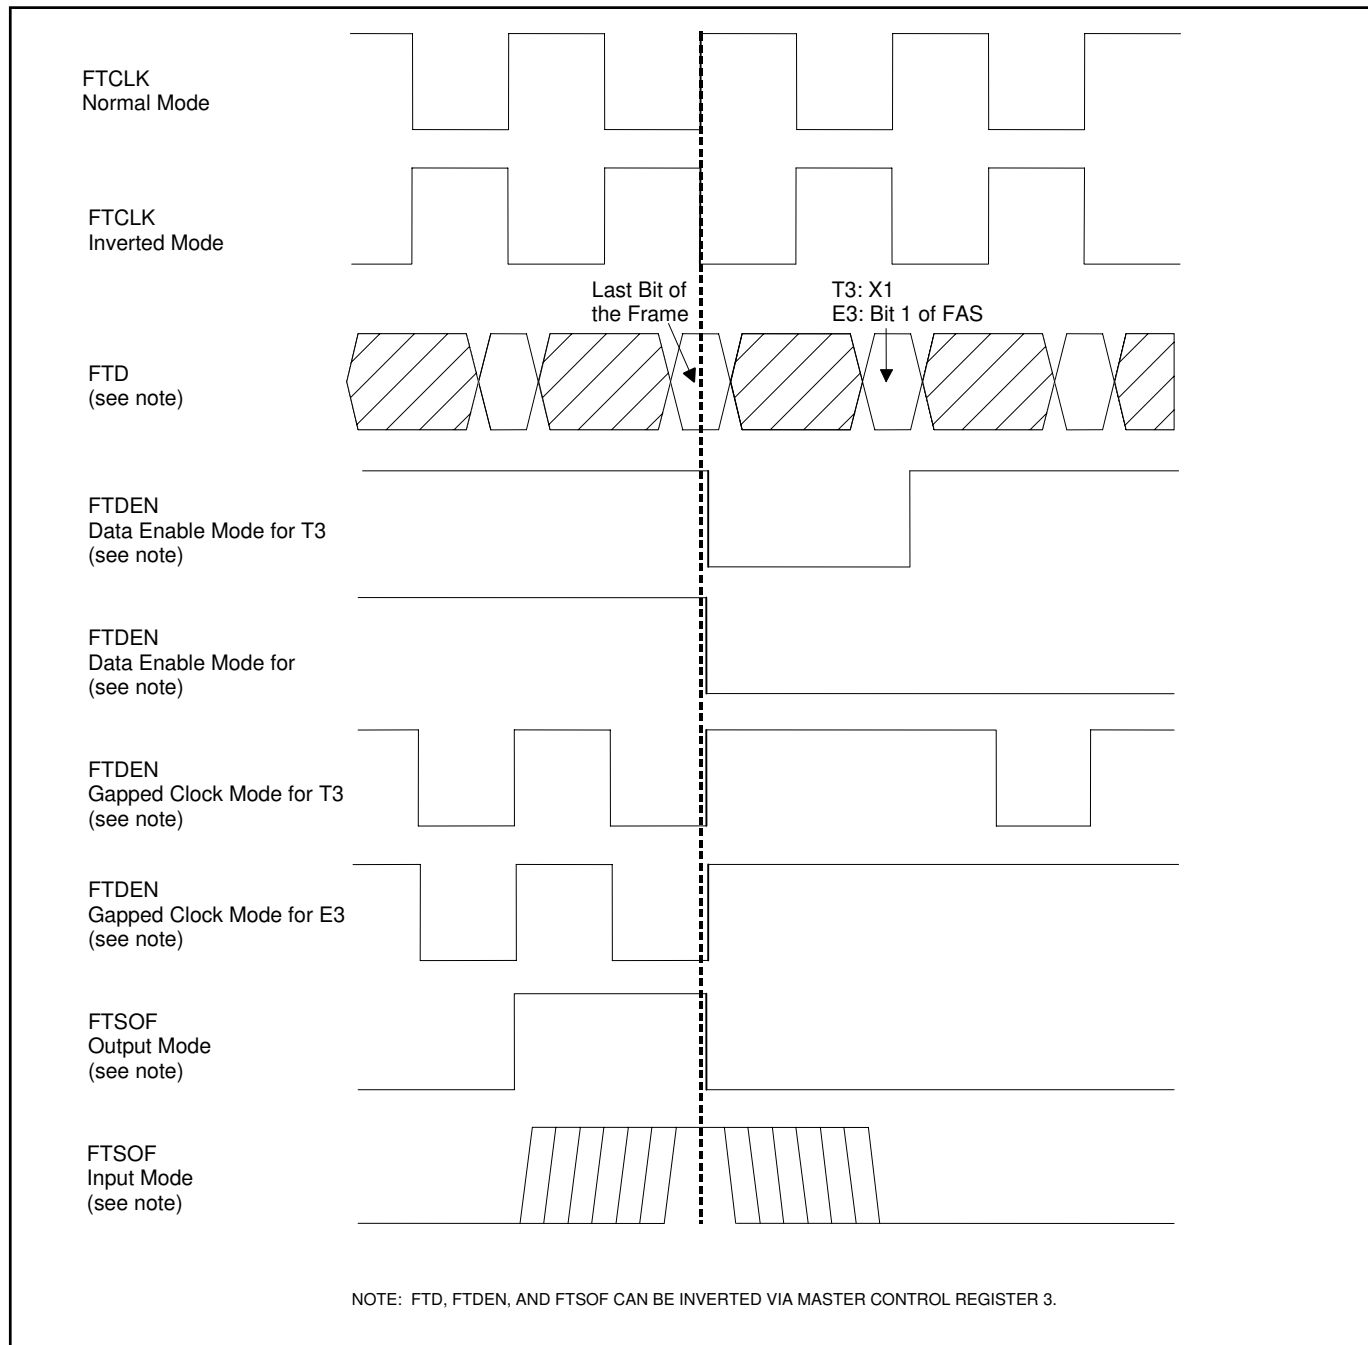 FTCLK
Normal Mode
FTCLK
Inverted Mode
Last Bit of
the Frame
T3: X1
E3: Bit 1 of FAS
FTD
(see note)
FTDEN
Data Enable Mode for T3
(see note)
FTDEN
Data Enable Mode for
(see note)
FTDEN
Gapped Clock Mode for T3
(see note)
FTDEN
Gapped Clock Mode for E3
(see note)
FTSOF
Output Mode
(see note)
FTSOF
Input Mode
(see note)
NOTE: FTD, FTDEN, AND FTSOF CAN BE INVERTED VIA MASTER CONTROL REGISTER 3.